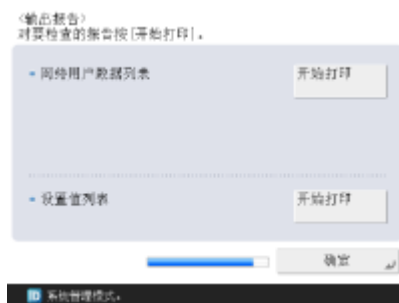 <输出报告>
对要检查的报告按[开始打印]。
网络用户数据列表
开始打印
设置值列表
开始打印
确定
ID 系统管理模式。